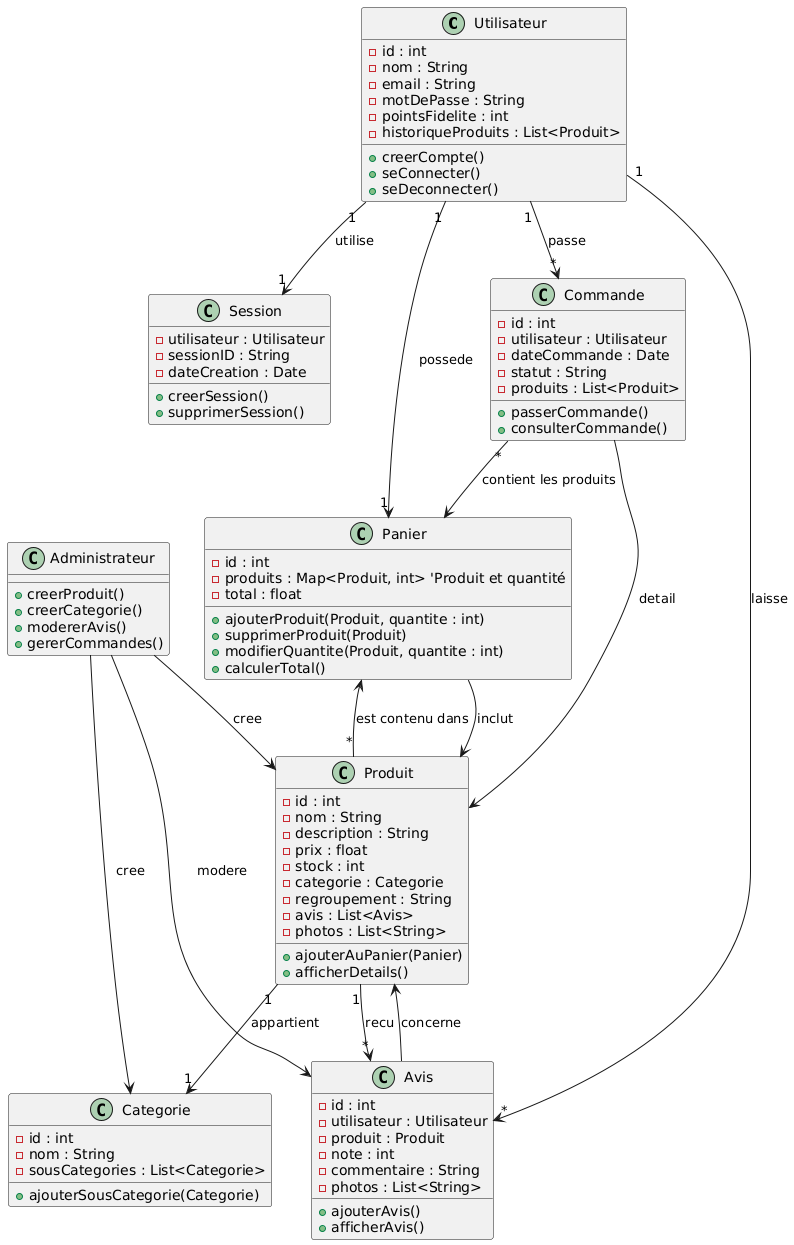 C Utilisateur
id : int
nom : String
email : String
motDePasse : String
pointsFidelite : int
historiqueProduits : List<Produit>
creerCompte()
seConnecter()
seDeconnecter()
1
1
1
1
utilise
passe
1
*
C Session
utilisateur : Utilisateur
sessionID : String
dateCreation : Date
creerSession()
supprimerSession()
C Commande
id : int
utilisateur : Utilisateur
dateCommande : Date
statut : String
produits : List<Produit>
passerCommande()
consulterCommande()
possede
*
contient les produits
1
C Administrateur
creerProduit()
creerCategorie()
modererAvis()
gererCommandes()
C Panier
id : int
produits : Map<Produit, int> 'Produit et quantité
total : float
ajouterProduit(Produit, quantite : int)
supprimerProduit(Produit)
modifierQuantite(Produit, quantite : int)
calculerTotal()
detail
laisse
cree
est contenu dans
inclut
*
C Produit
id : int
nom : String
description : String
prix : float
stock : int
categorie : Categorie
regroupement : String
avis : List<Avis>
photos : List<String>
ajouterAuPanier(Panier)
afficherDetails()
cree
modere
1
1
appartient
recu
concerne
1
*
*
C Categorie
id : int
nom : String
sousCategories : List<Categorie>
ajouterSousCategorie(Categorie)
C Avis
id : int
utilisateur : Utilisateur
produit : Produit
note : int
commentaire : String
photos : List<String>
ajouterAvis()
afficherAvis()